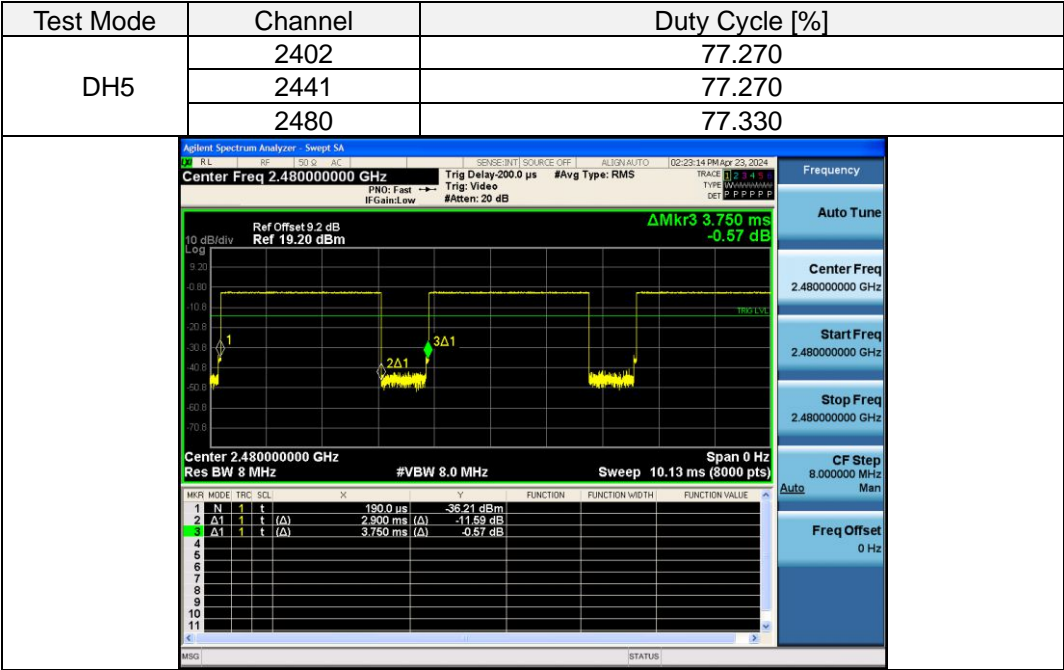 Test Mode Channel Duty Cycle [%]
DH5
2402 77.270
2441 77.270
2480 77.330
Agilent Spectrum Analyzer - Swept SA
RL RF 50 Ω AC SENSE:INT SOURCE OFF ALIGN AUTO 02:23:14 PM Apr 23, 2024
Center Freq 2.480000000 GHz
PNO: Fast
IFGain:Low
Trig Delay-200.0 µs
Trig: Video
#Atten: 20 dB
#Avg Type: RMS
TRACE 1 2 3 4 5 6
TYPE
DET P P P P P P
ΔMkr3 3.750 ms
-0.57 dB
Ref Offset 9.2 dB
10 dB/div Ref 19.20 dBm
Log
9.20
-0.80
-10.8
TRIG LVL
-20.8
-30.8
-40.8
-50.8
-60.8
-70.8
1
2Δ1
3Δ1
Center 2.480000000 GHz Span 0 Hz
Res BW 8 MHz #VBW 8.0 MHz Sweep 10.13 ms (8000 pts)
MKR MODE TRC SCL X Y FUNCTION FUNCTION WIDTH FUNCTION VALUE
1 N 1 t 190.0 µs -36.21 dBm
2 Δ1 1 t (Δ) 2.900 ms (Δ) -11.59 dB
3 Δ1 1 t (Δ) 3.750 ms (Δ) -0.57 dB
4
5
6
7
8
9
10
11
MSG STATUS
Frequency
Auto Tune
Center Freq
2.480000000 GHz
Start Freq
2.480000000 GHz
Stop Freq
2.480000000 GHz
CF Step
8.000000 MHz
Auto Man
Freq Offset
0 Hz